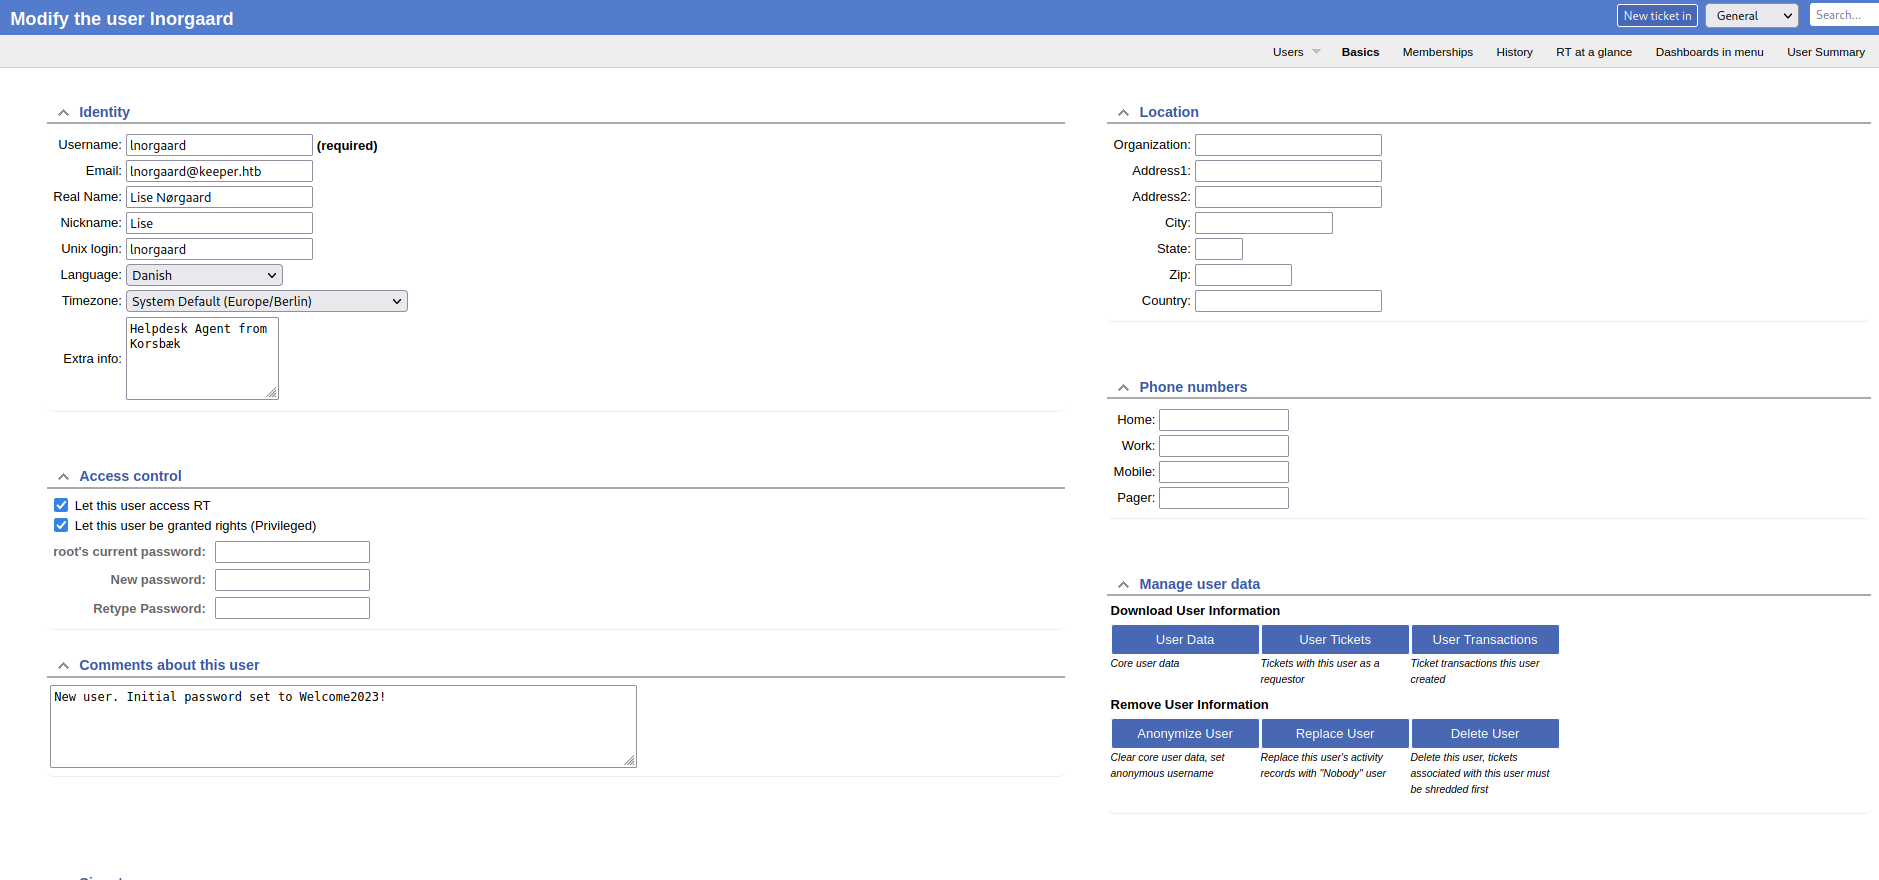 Modify the user lnorgaard
New ticket in
General
Search...
Users
Basics
Memberships
History
RT at a glance
Dashboards in menu
User Summary
Identity
Username: lnorgaard (required)
Email: lnorgaard@keeper.htb
Real Name: Lise Nørgaard
Nickname: Lise
Unix login: lnorgaard
Language: Danish
Timezone: System Default (Europe/Berlin)
Extra info:
Helpdesk Agent from
Korsbæk
Access control
Let this user access RT
Let this user be granted rights (Privileged)
root's current password:
New password:
Retype Password:
Comments about this user
New user. Initial password set to Welcome2023!
Location
Organization:
Address1:
Address2:
City:
State:
Zip:
Country:
Phone numbers
Home:
Work:
Mobile:
Pager:
Manage user data
Download User Information
User Data
User Tickets
User Transactions
Core user data
Tickets with this user as a
requestor
Ticket transactions this user
created
Remove User Information
Anonymize User
Replace User
Delete User
Clear core user data, set
anonymous username
Replace this user's activity
records with "Nobody" user
Delete this user, tickets
associated with this user must
be shredded first